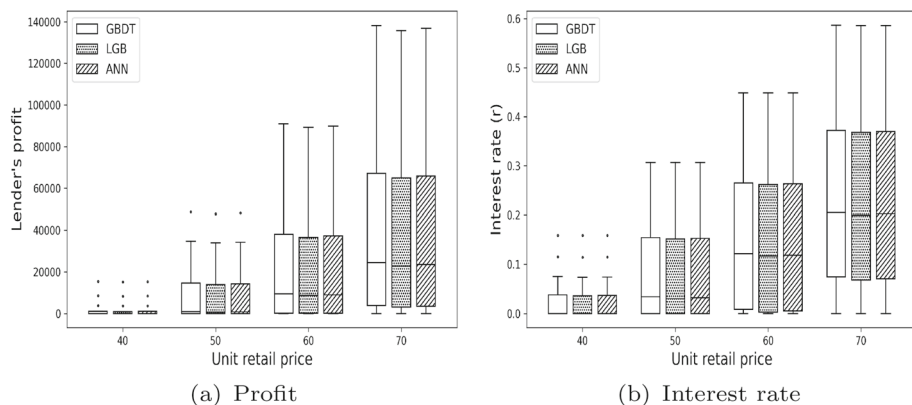 140000
120000
100000
80000
60000
40000
20000
0
Lender's profit
GBDT
LGB
ANN
40 50 60 70
Unit retail price
(a) Profit
0.6
0.5
0.4
0.3
0.2
0.1
0.0
Interest rate (r)
GBDT
LGB
ANN
40 50 60 70
Unit retail price
(b) Interest rate